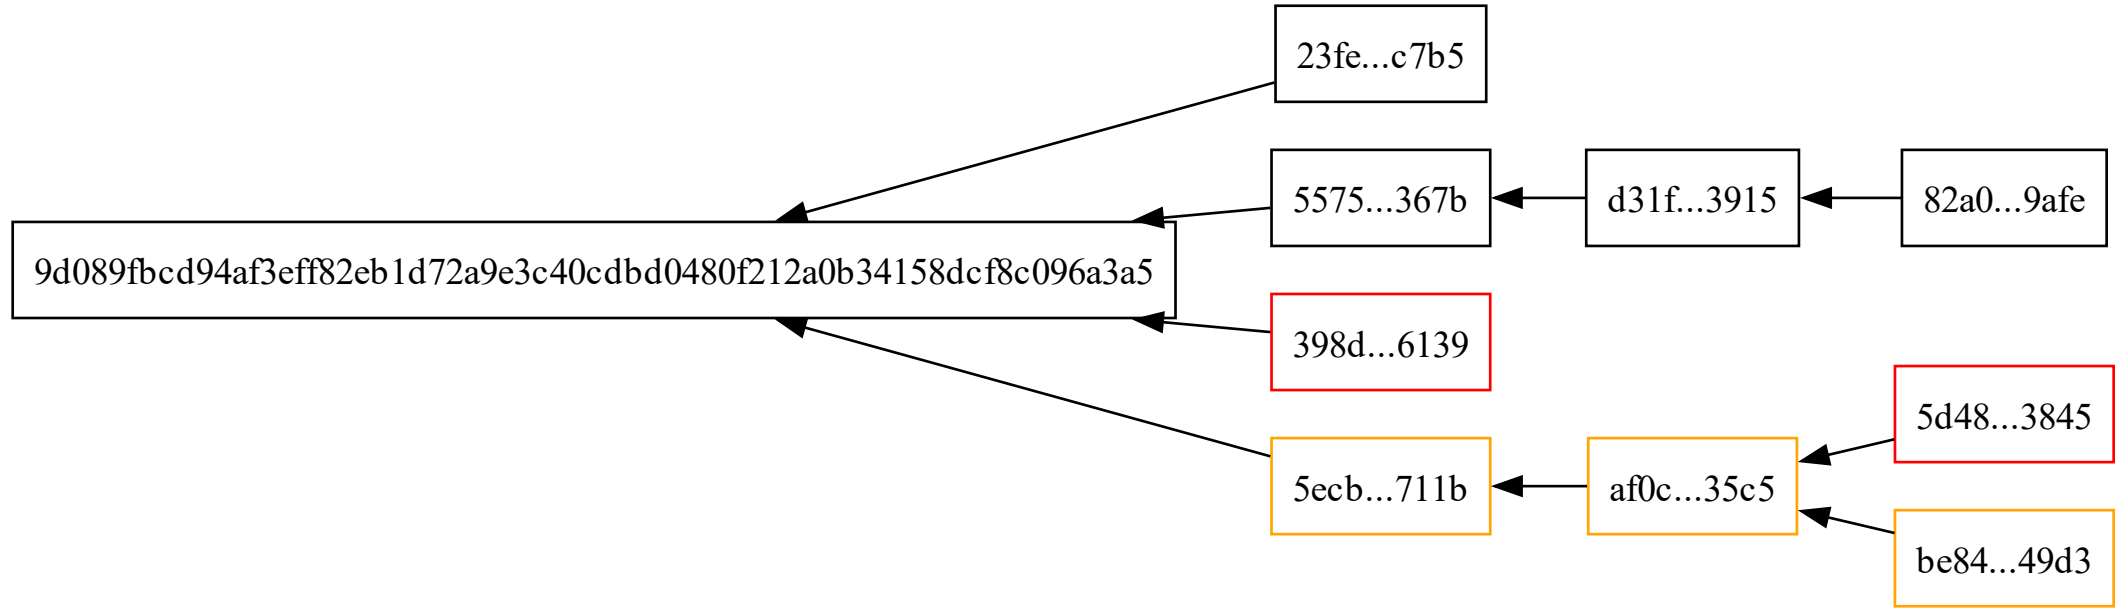 23fe...c7b5
5575...367b
d31f...3915
82a0...9afe
9d089fbcd94af3eff82eb1d72a9e3c40cdbd0480f212a0b34158dcf8c096a3a5
398d...6139
5d48...3845
5ecb...711b
af0c...35c5
be84...49d3